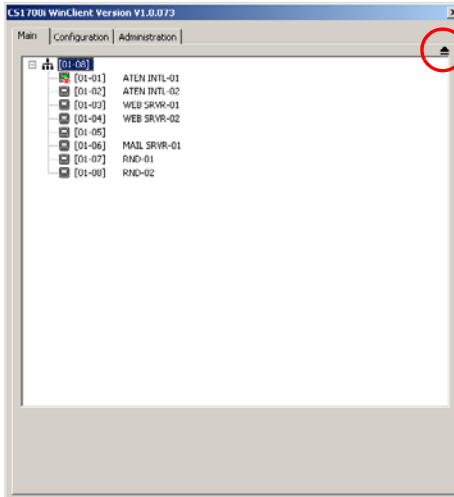 CS1708i WinClient Version V1.0.073
Main Configuration Administration
[01-08]
[01-01] ATEN INTL-01
[01-02] ATEN INTL-02
[01-03] WEB SRVR-01
[01-04] WEB SRVR-02
[01-05]
[01-06] MAIL SRVR-01
[01-07] RND-01
[01-08] RND-02